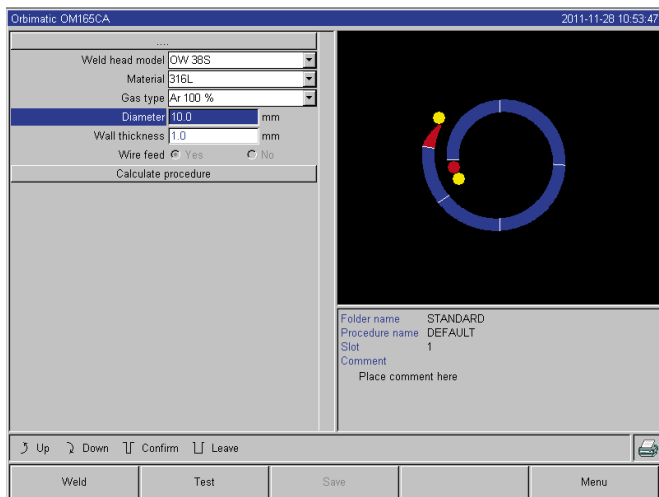 Orbimatic OM165CA 2011-11-28 10:53:47
....
Weld head model OW 38S
Material 316L
Gas type Ar 100 %
Diameter 10.0 mm
Wall thickness 1.0 mm
Wire feed Yes No
Calculate procedure
Folder name STANDARD
Procedure name DEFAULT
Slot 1
Comment
Place comment here
Up Down Confirm Leave
Weld Test Save Menu